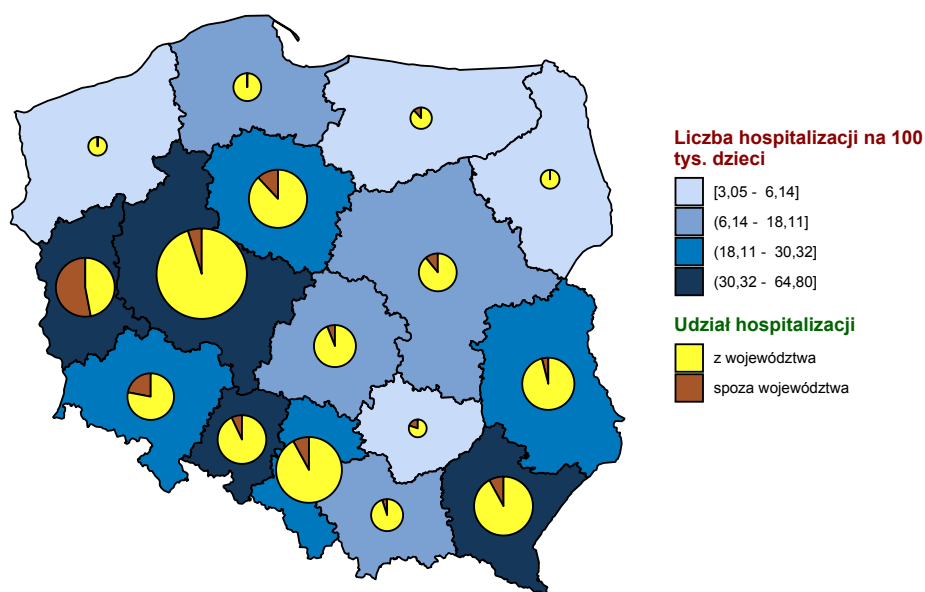 Liczba hospitalizacji na 100
tys. dzieci
[3,05 - 6,14]
(6,14 - 18,11]
(18,11 - 30,32]
(30,32 - 64,80]
Udział hospitalizacji
z województwa
spoza województwa